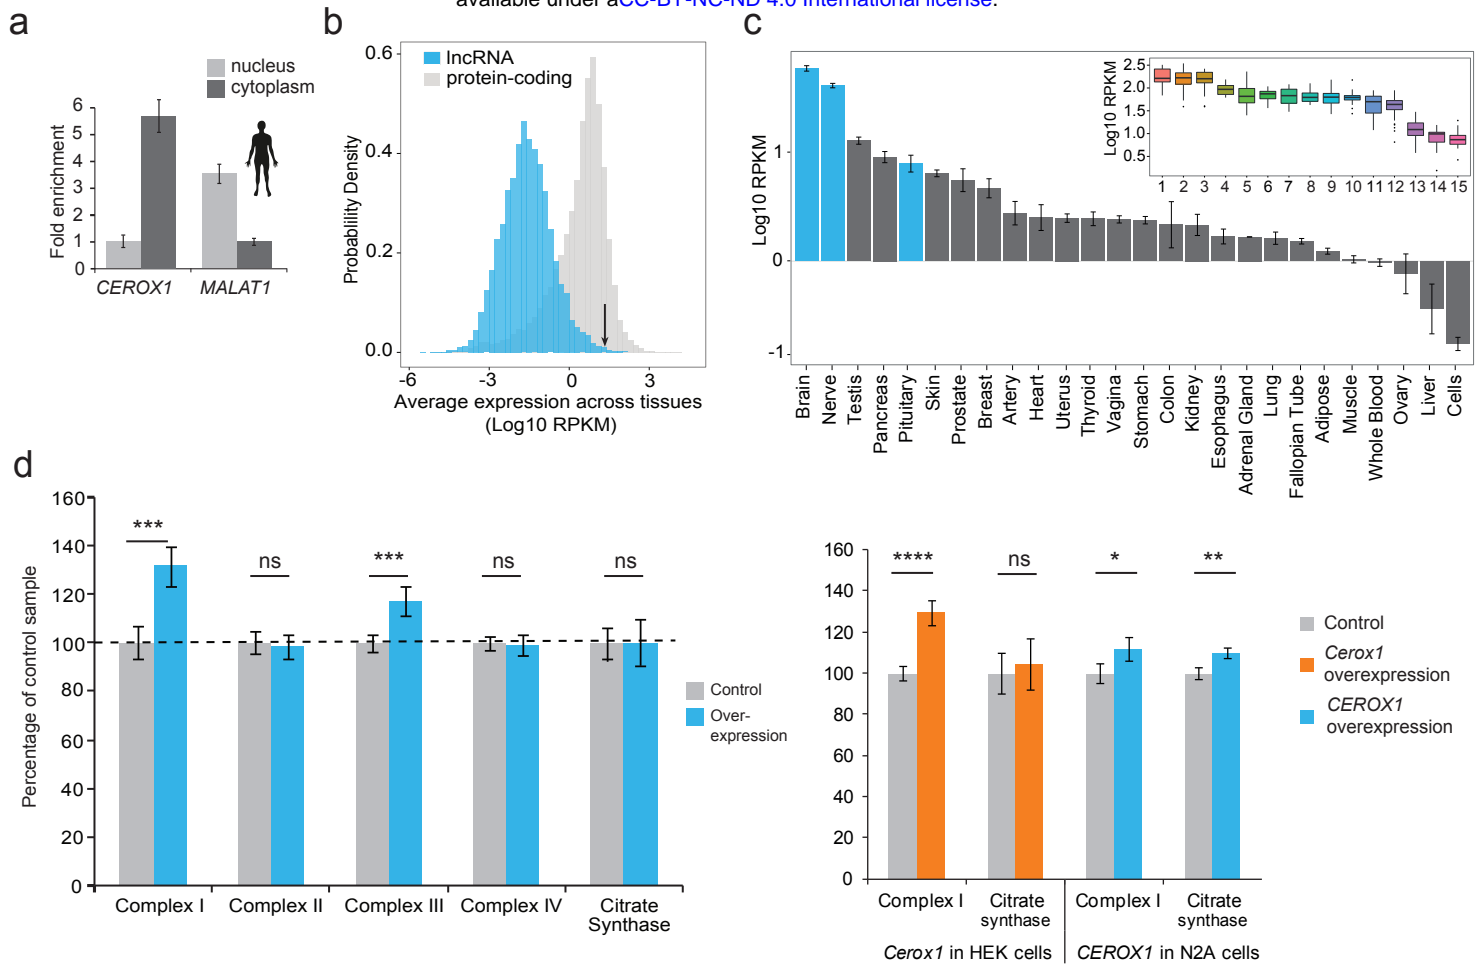 available under aCC-BY-NC-ND 4.0 International license.
a
nucleus
cytoplasm
6
5
4
3
2
1
0
Fold enrichment
CEROX1 MALAT1
b
lncRNA
protein-coding
0.6
0.4
0.2
0.0
Probability Density
-6 -3 0 3
Average expression across tissues
(Log10 RPKM)
c
1
0
-1
Log10 RPKM
2.5
2.0
1.5
1.0
0.5
Log10 RPKM
1 2 3 4 5 6 7 8 9 10 11 12 13 14 15
Brain
Nerve
Testis
Pancreas
Pituitary
Skin
Prostate
Breast
Artery
Heart
Uterus
Thyroid
Vagina
Stomach
Colon
Kidney
Esophagus
Adrenal Gland
Lung
Fallopian Tube
Adipose
Muscle
Whole Blood
Ovary
Liver
Cells
d
160
140
120
100
80
60
40
20
0
Percentage of control sample
*** ns *** ns ns
Complex I Complex II Complex III Complex IV Citrate
Synthase
Control
Over-
expression
160
140
120
100
80
60
40
20
0
**** ns * **
Complex I Citrate Complex I Citrate
synthase synthase
Cerox1 in HEK cells CEROX1 in N2A cells
Control
Cerox1
overexpression
CEROX1
overexpression